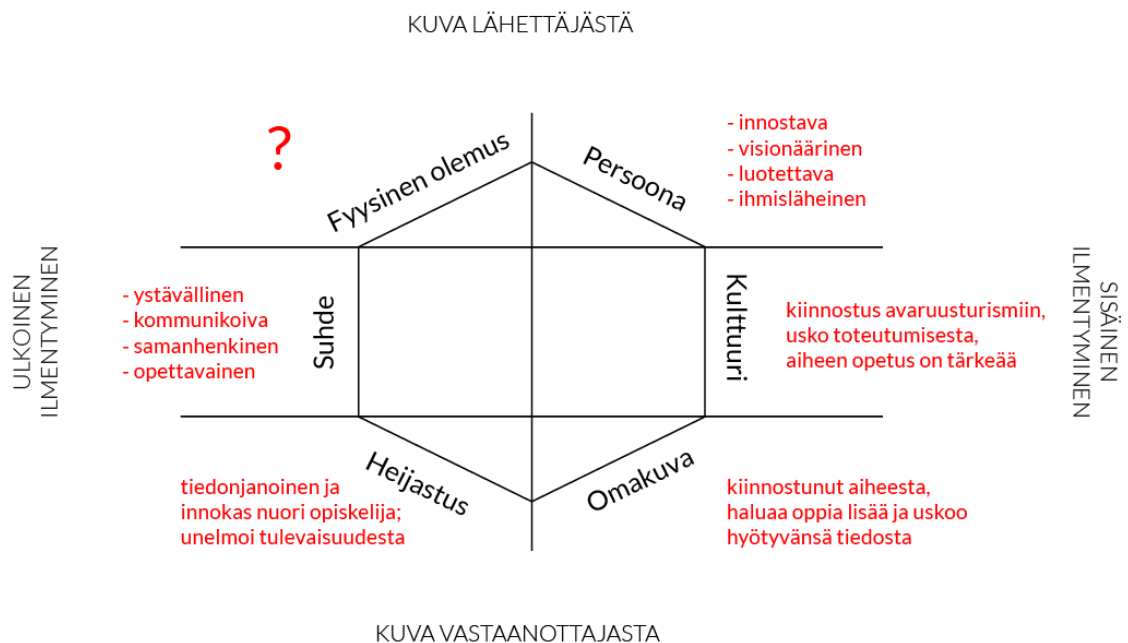 KUVA LÄHETTÄJÄSTÄ
?
Fyysinen olemus
Persoona
- innostava
- visionäärinen
- luotettava
- ihmisläheinen
ULKOINEN
ILMENTYMINEN
- ystävällinen
- kommunikoiva
- samanhenkinen
- opettavainen
Suhde
Kulttuuri
kiinnostus avaruusturismiin,
usko toteutumisesta,
aiheen opetus on tärkeää
SISÄINEN
ILMENTYMINEN
tiedonjanoinen ja
innokas nuori opiskelija;
unelmoi tulevaisuudesta
Heijastus
Omakuva
kiinnostunut aiheesta,
haluaa oppia lisää ja uskoo
hyötyvänsä tiedosta
KUVA VASTAANOTTAJASTA